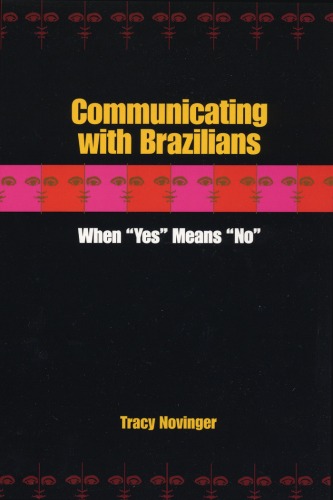 Communicating
with Brazilians
When “Yes” Means “No”
Tracy Novinger